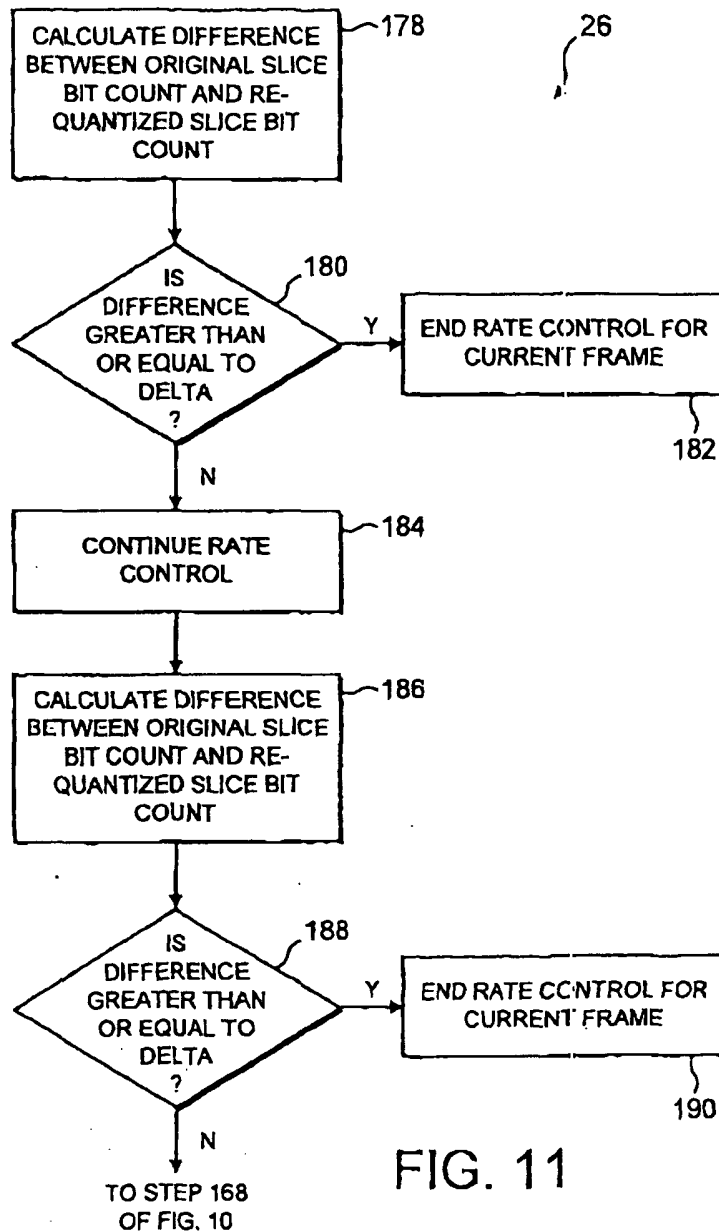 CALCULATE DIFFERENCE
BETWEEN ORIGINAL SLICE
BIT COUNT AND RE-
QUANTIZED SLICE BIT
COUNT
178
26
IS
DIFFERENCE
GREATER THAN
OR EQUAL TO
DELTA
?
180
Y
END RATE CONTROL FOR
CURRENT FRAME
182
N
CONTINUE RATE
CONTROL
184
CALCULATE DIFFERENCE
BETWEEN ORIGINAL SLICE
BIT COUNT AND RE-
QUANTIZED SLICE BIT
COUNT
186
IS
DIFFERENCE
GREATER THAN
OR EQUAL TO
DELTA
?
188
Y
END RATE CONTROL FOR
CURRENT FRAME
190
N
TO STEP 168
OF FIG. 10
FIG. 11